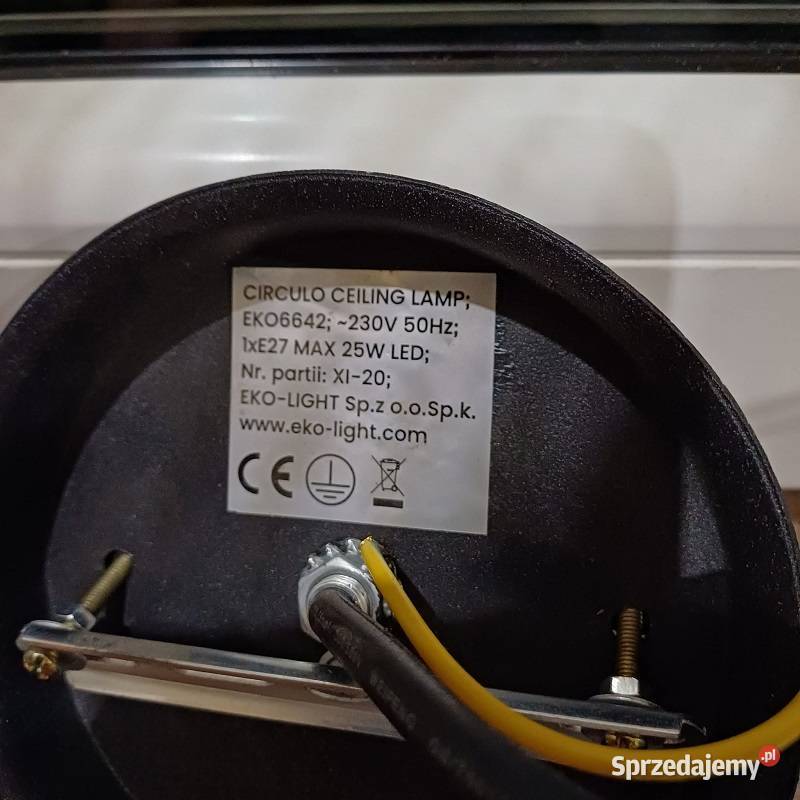 CIRCULO CEILING LAMP;
EKO6642; ~230V 50Hz;
1xE27 MAX 25W LED;
Nr. partii: XI-20;
EKO-LIGHT Sp.z o.o.Sp.k.
www.eko-light.com
CE
Sprzedajemy.pl